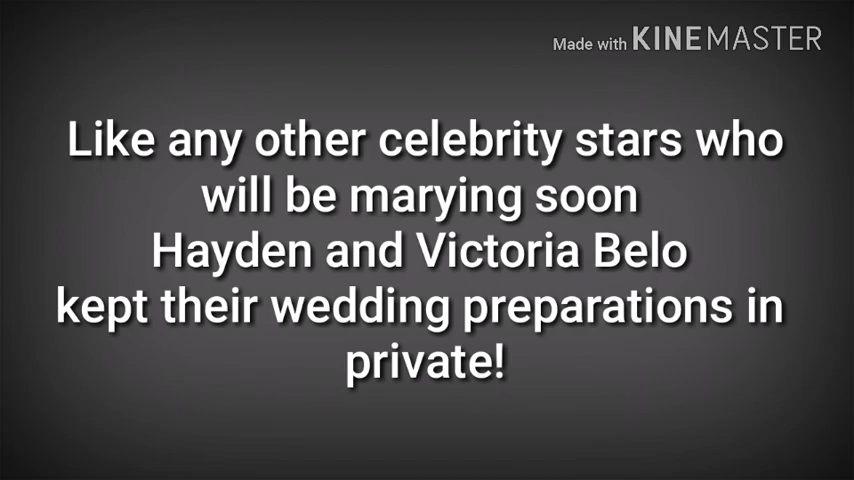 Made with KINEMASTER
Like any other celebrity stars who
will be marying soon
Hayden and Victoria Belo
kept their wedding preparations in
private!